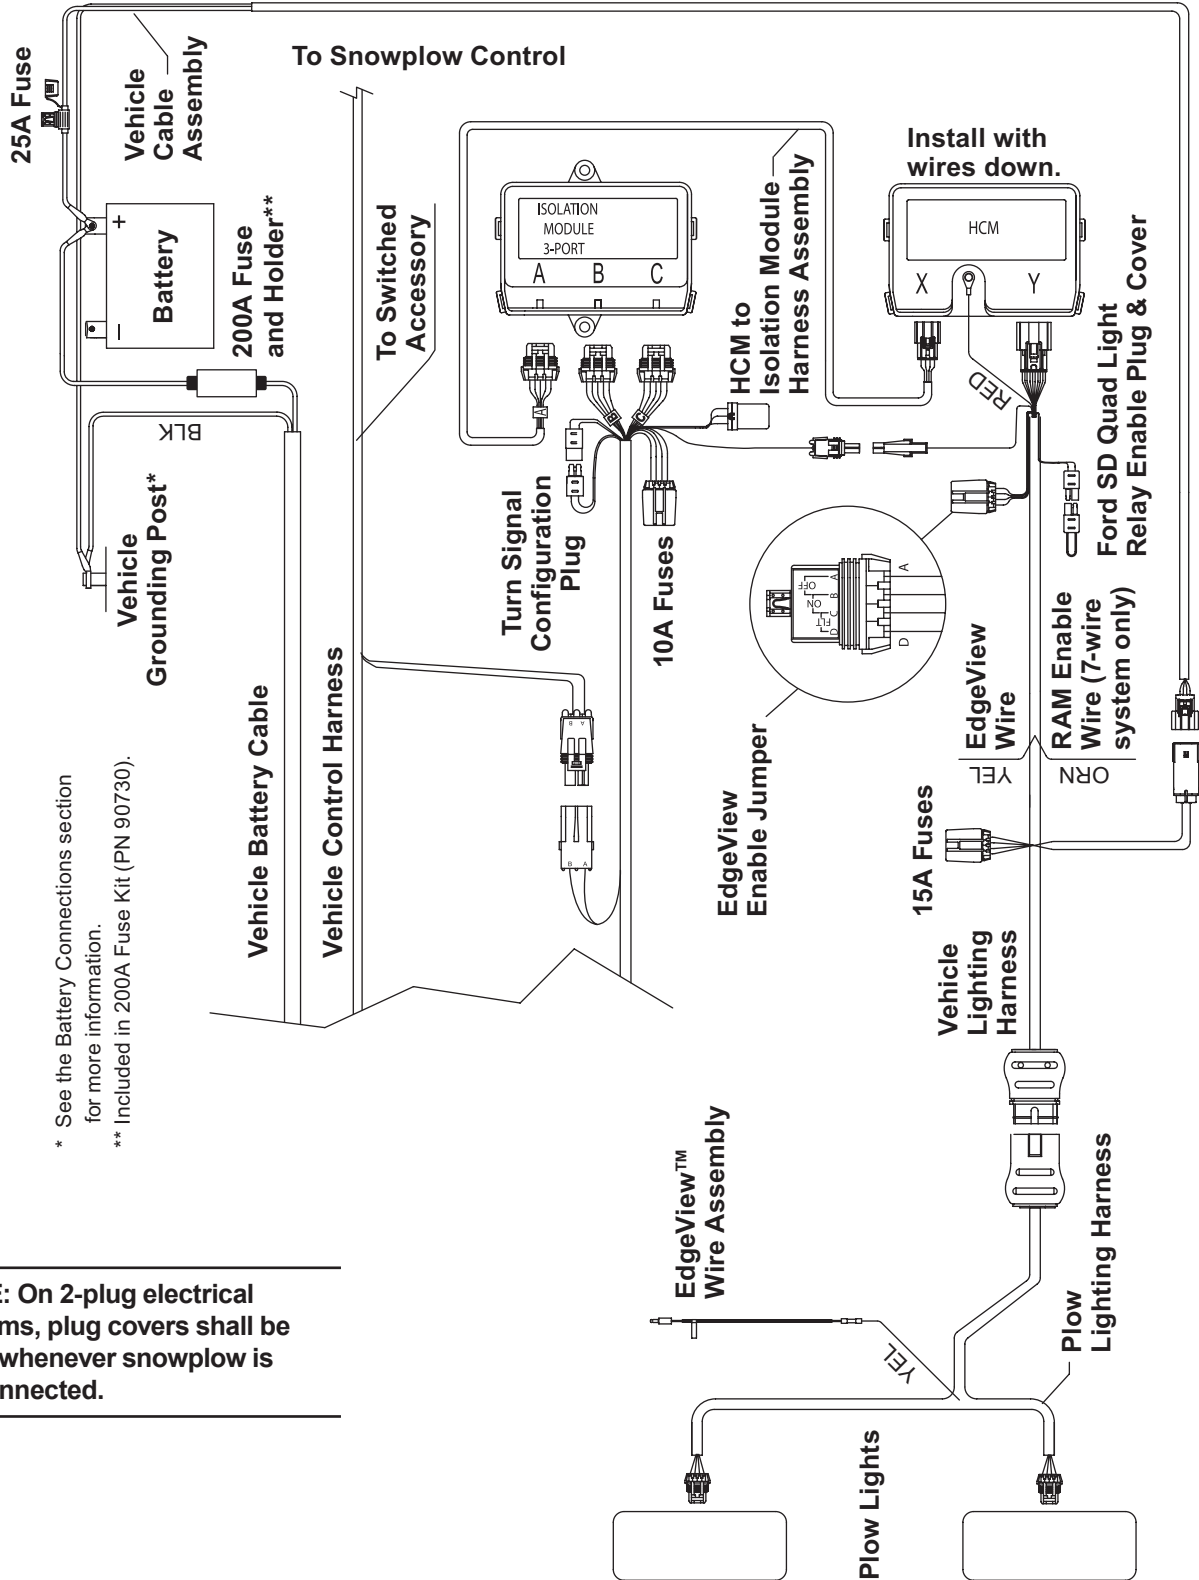 25A Fuse
Vehicle
Cable
Assembly
To Snowplow Control
+
−
Battery
200A Fuse
and Holder**
To Switched
Accessory
BLK
Vehicle
Grounding Post*
ISOLATION
MODULE
3-PORT
A B C
HCM to
Isolation Module
Harness Assembly
Install with
wires down.
HCM
X Y
RED
Ford SD Quad Light
Relay Enable Plug & Cover
A
B
C
Turn Signal
Configuration
Plug
10A Fuses
OFF
ON
FLT
D C B A
D A
EdgeView
Enable Jumper
EdgeView
Wire
YEL
RAM Enable
Wire (7-wire
system only)
ORN
15A Fuses
Vehicle Battery Cable
Vehicle Control Harness
B A
B A
* See the Battery Connections section
for more information.
** Included in 200A Fuse Kit (PN 90730).
Vehicle
Lighting
Harness
EdgeView™
Wire Assembly
YEL
Plow
Lighting Harness
Plow Lights
E: On 2-plug electrical
ms, plug covers shall be
whenever snowplow is
nnected.